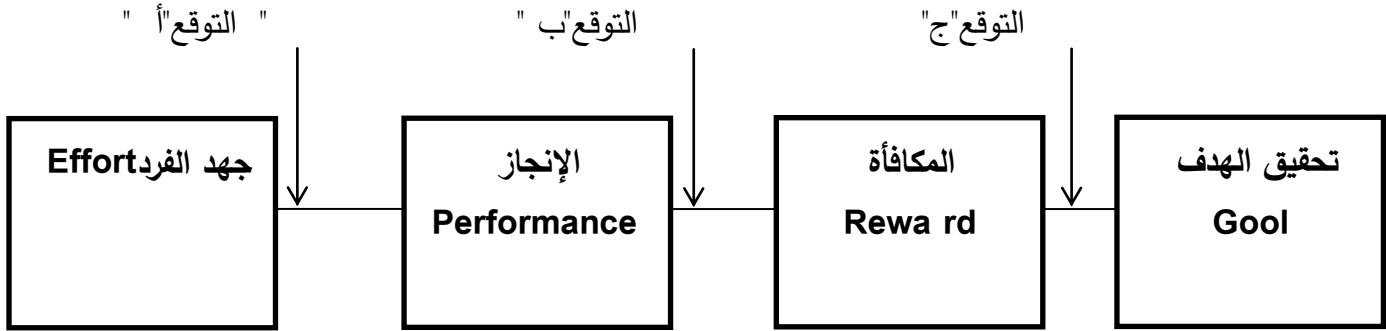 " التوقع"أ "
التوقع"ب "
التوقع"ج"
جهد الفردEffort
الإنجاز
Performance
المكافأة
Rewa rd
تحقيق الهدف
Gool